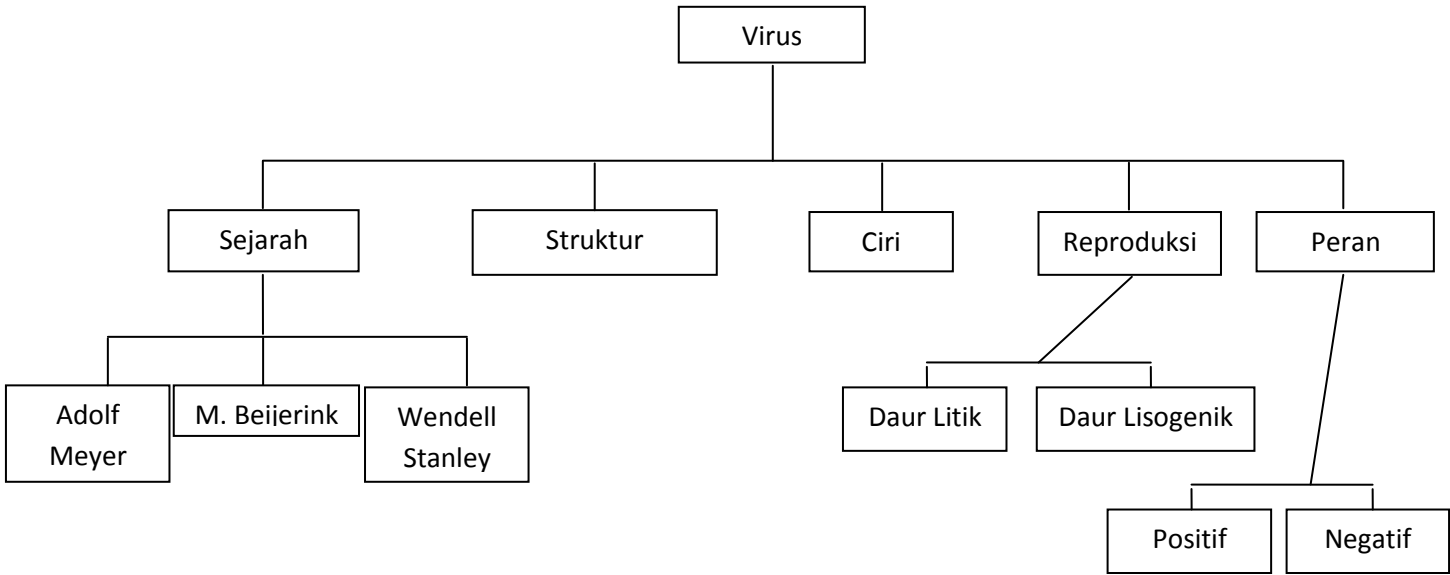 Virus
Sejarah
Struktur
Ciri
Reproduksi
Peran
Adolf
Meyer
M. Beijerink
Wendell
Stanley
Daur Litik
Daur Lisogenik
Positif
Negatif